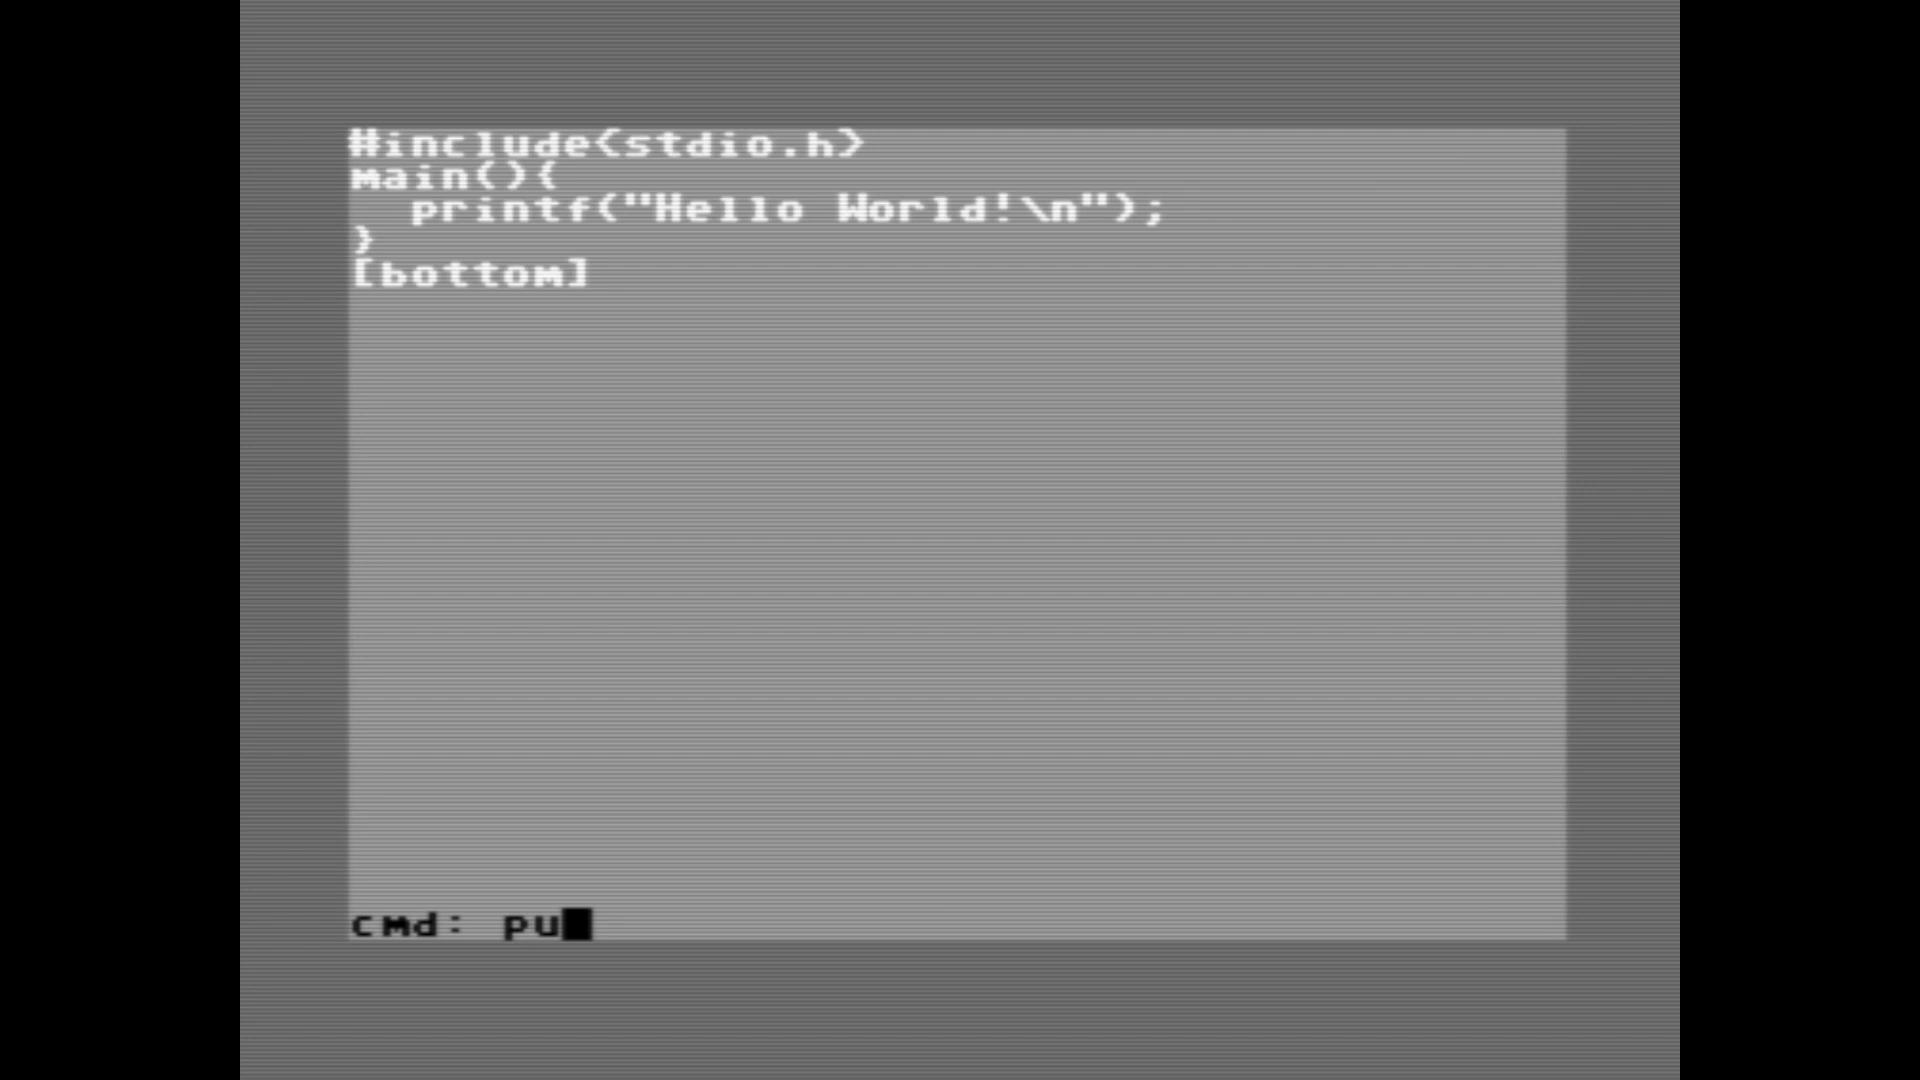 #include<stdio.h>
main(){
  printf("Hello World!\n");
}
[bottom]
cmd: pu